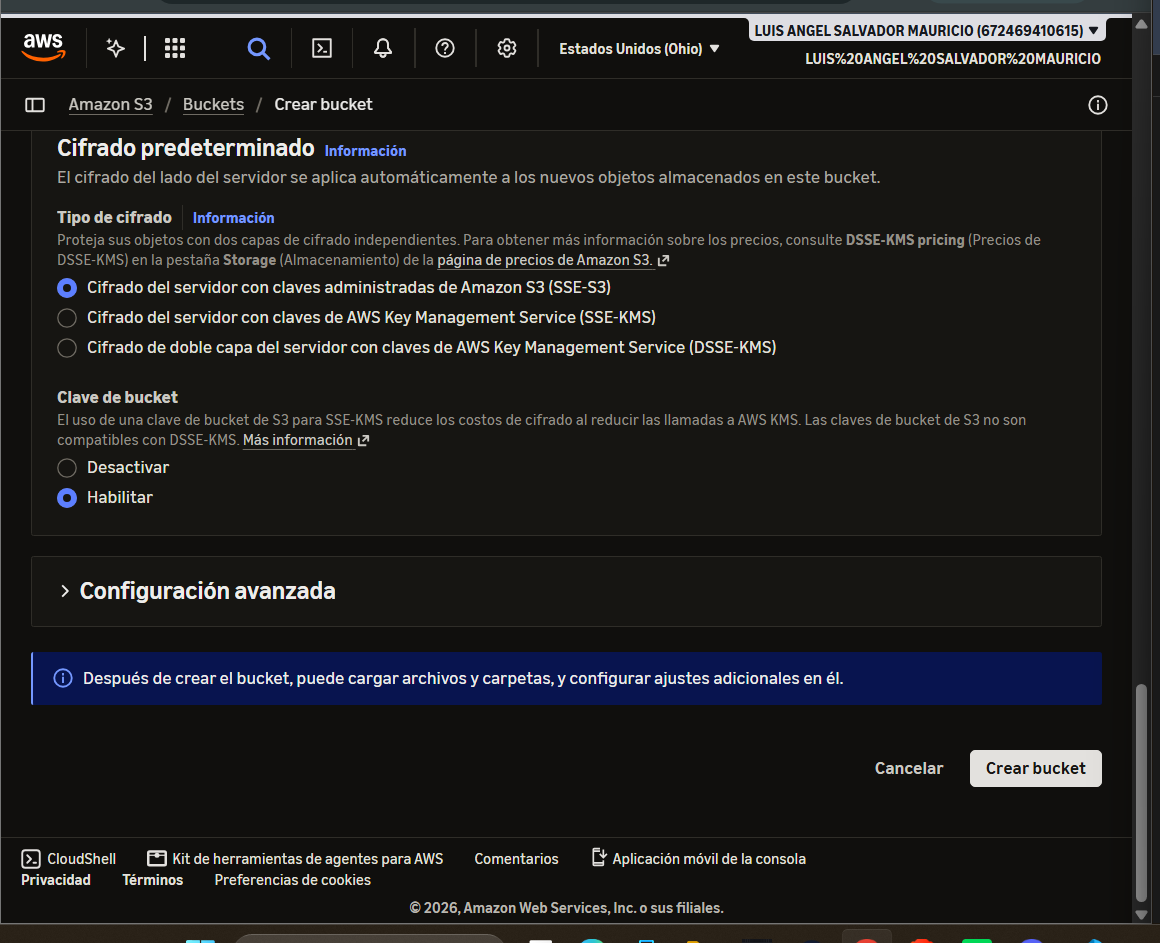 aws
Estados Unidos (Ohio)
LUIS ANGEL SALVADOR MAURICIO (672469410615)
LUIS%20ANGEL%20SALVADOR%20MAURICIO
Amazon S3 / Buckets / Crear bucket
Cifrado predeterminado Información
El cifrado del lado del servidor se aplica automáticamente a los nuevos objetos almacenados en este bucket.
Tipo de cifrado Información
Proteja sus objetos con dos capas de cifrado independientes. Para obtener más información sobre los precios, consulte DSSE-KMS pricing (Precios de
DSSE-KMS) en la pestaña Storage (Almacenamiento) de la página de precios de Amazon S3.
Cifrado del servidor con claves administradas de Amazon S3 (SSE-S3)
Cifrado del servidor con claves de AWS Key Management Service (SSE-KMS)
Cifrado de doble capa del servidor con claves de AWS Key Management Service (DSSE-KMS)
Clave de bucket
El uso de una clave de bucket de S3 para SSE-KMS reduce los costos de cifrado al reducir las llamadas a AWS KMS. Las claves de bucket de S3 no son
compatibles con DSSE-KMS. Más información
Desactivar
Habilitar
Configuración avanzada
Después de crear el bucket, puede cargar archivos y carpetas, y configurar ajustes adicionales en él.
Cancelar
Crear bucket
CloudShell Kit de herramientas de agentes para AWS Comentarios Aplicación móvil de la consola
Privacidad Términos Preferencias de cookies
© 2026, Amazon Web Services, Inc. o sus filiales.